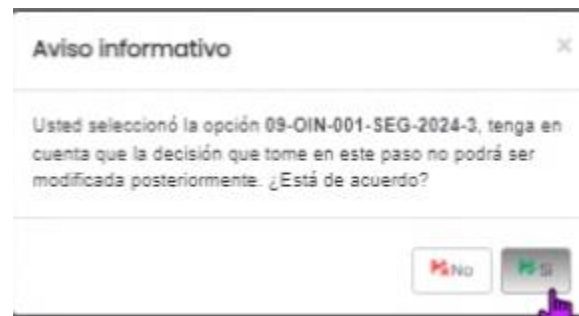 Aviso informativo
Usted seleccionó la opción 09-OIN-001-SEG-2024-3, tenga en
cuenta que la decisión que tome en este paso no podrá ser
modificada posteriormente. ¿Está de acuerdo?
No
Si